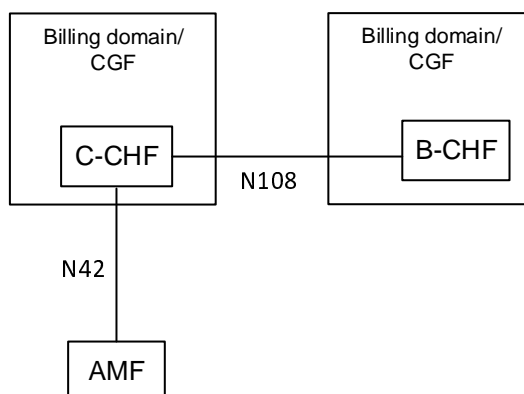 Billing domain/
CGF
Billing domain/
CGF
C-CHF
B-CHF
N108
N42
AMF